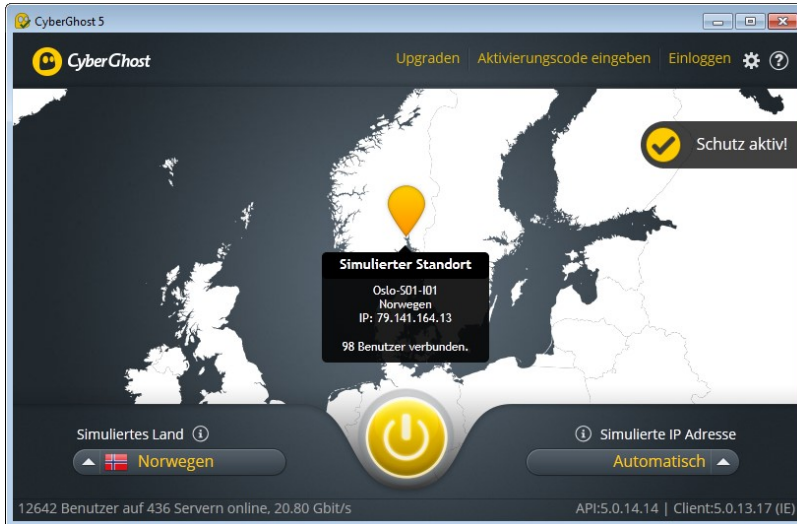 CyberGhost 5
CyberGhost
Upgraden Aktivierungscode eingeben Einloggen
Schutz aktiv!
Simulierter Standort
Oslo-S01-I01
Norwegen
IP: 79.141.164.13
98 Benutzer verbunden.
Simuliertes Land
Norwegen
Simulierte IP Adresse
Automatisch
12642 Benutzer auf 436 Servern online, 20.80 Gbit/s
API:5.0.14.14 | Client:5.0.13.17 (IE)